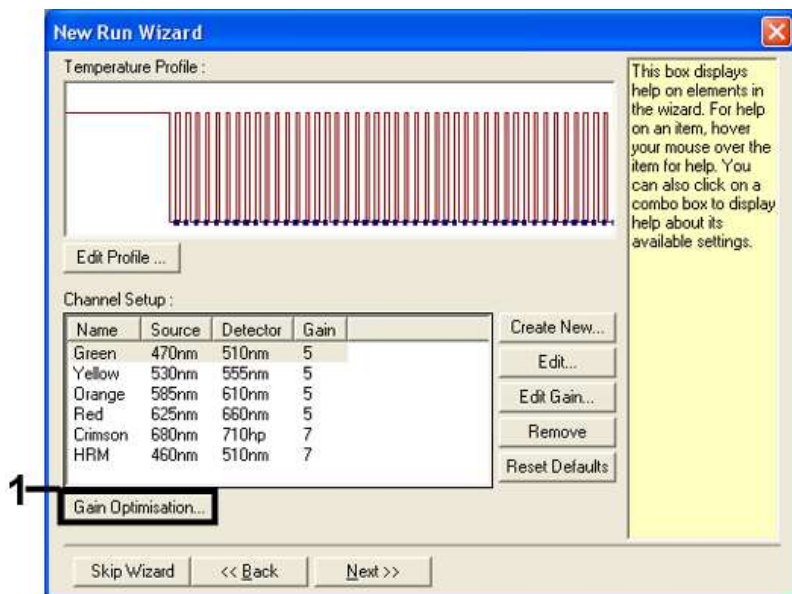 New Run Wizard
Temperature Profile :
This box displays
help on elements in
the wizard. For help
on an item, hover
your mouse over the
item for help. You
can also click on a
combo box to display
help about its
available settings.
Edit Profile ...
Channel Setup :
Name Source Detector Gain
Green 470nm 510nm 5
Yellow 530nm 555nm 5
Orange 585nm 610nm 5
Red 625nm 660nm 5
Crimson 680nm 710hp 7
HRM 460nm 510nm 7
Create New...
Edit...
Edit Gain...
Remove
Reset Defaults
1
Gain Optimisation...
Skip Wizard << Back Next >>